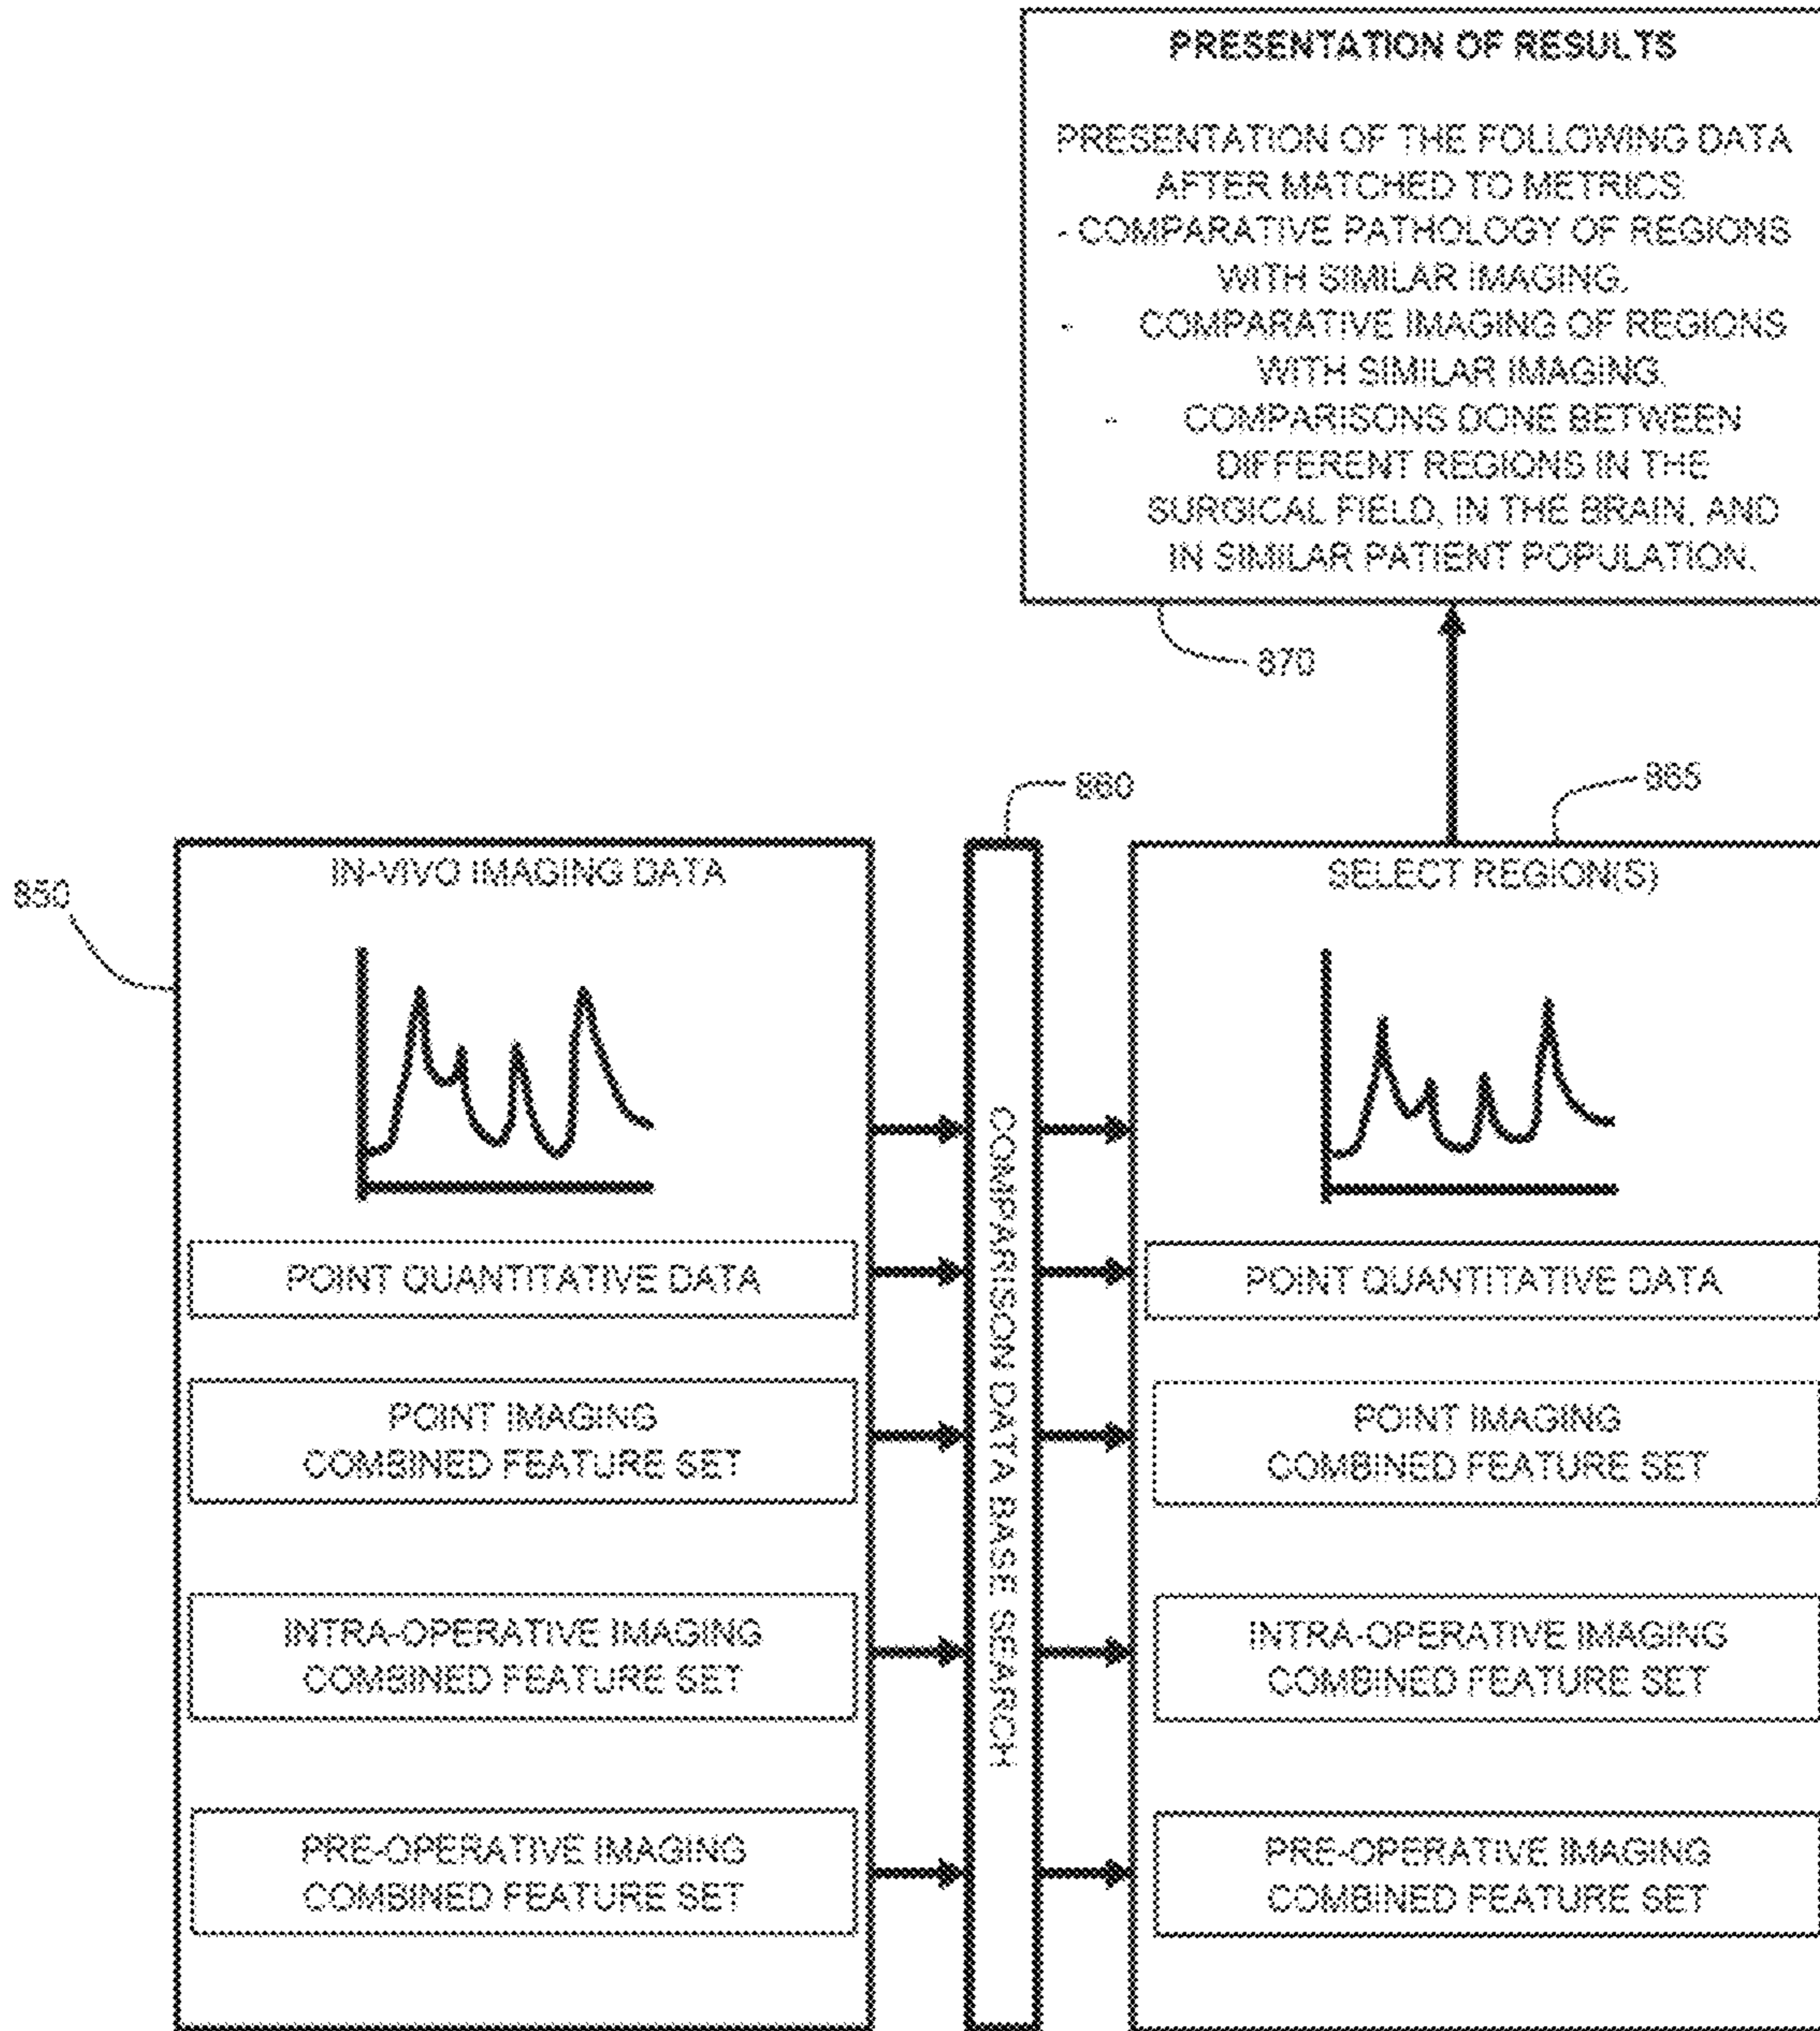 PRESENTATION OF RESULTS
PRESENTATION OF THE FOLLOWING DATA
AFTER MATCHED TO METRICS.
- COMPARATIVE PATHOLOGY OF REGIONS
WITH SIMILAR IMAGING.
- COMPARATIVE IMAGING OF REGIONS
WITH SIMILAR IMAGING.
- COMPARISONS DONE BETWEEN
DIFFERENT REGIONS IN THE
SURGICAL FIELD, IN THE BRAIN, AND
IN SIMILAR PATIENT POPULATION.
870
860
865
850
IN-VIVO IMAGING DATA
POINT QUANTITATIVE DATA
POINT IMAGING
COMBINED FEATURE SET
INTRA-OPERATIVE IMAGING
COMBINED FEATURE SET
PRE-OPERATIVE IMAGING
COMBINED FEATURE SET
COMPARISON DATA BASE SEARCH
SELECT REGION(S)
POINT QUANTITATIVE DATA
POINT IMAGING
COMBINED FEATURE SET
INTRA-OPERATIVE IMAGING
COMBINED FEATURE SET
PRE-OPERATIVE IMAGING
COMBINED FEATURE SET